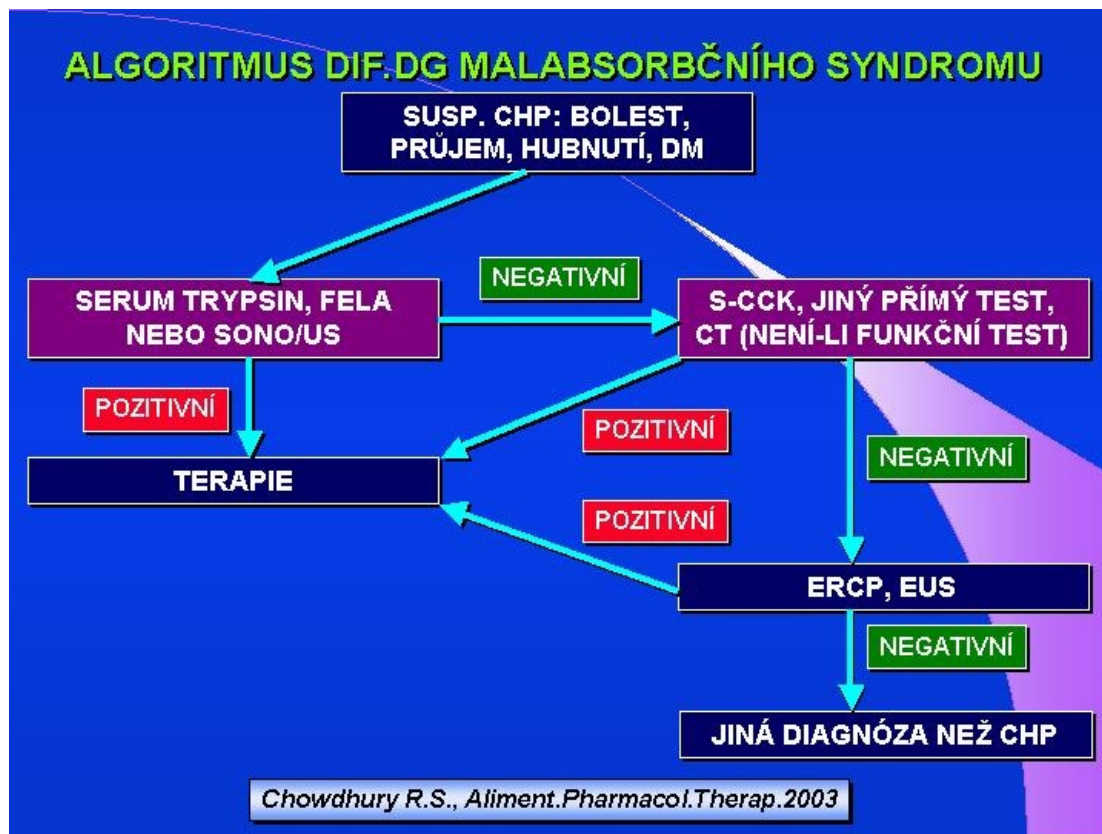 ALGORITMUS DIF.DG MALABSORBČNÍHO SYNDROMU
SUSP. CHP: BOLEST,
PRŮJEM, HUBNUTÍ, DM
NEGATIVNÍ
SERUM TRYPSIN, FELA
NEBO SONO/US
S-CCK, JINÝ PŘÍMÝ TEST,
CT (NENÍ-LI FUNKČNÍ TEST)
POZITIVNÍ
POZITIVNÍ
NEGATIVNÍ
TERAPIE
POZITIVNÍ
ERCP, EUS
NEGATIVNÍ
JINÁ DIAGNÓZA NEŽ CHP
Chowdhury R.S., Aliment.Pharmacol.Therap.2003